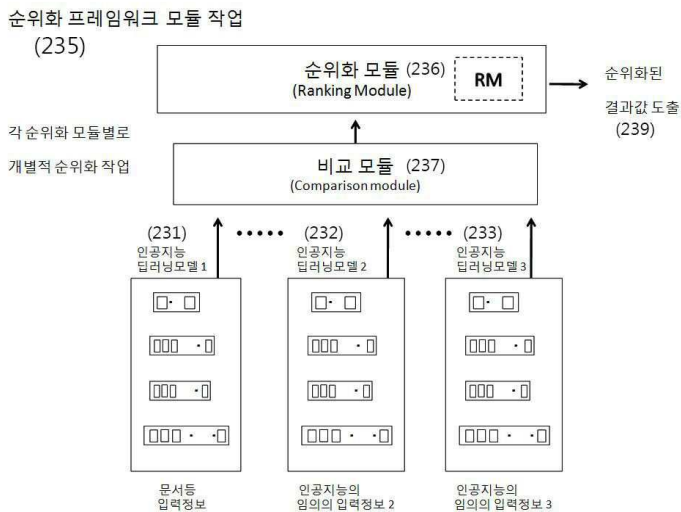 순위화 프레임워크 모듈 작업
(235)
순위화 모듈 (236)
(Ranking Module)
RM
순위화된
결과값 도출
(239)
각 순위화 모듈별로
개별적 순위화 작업
비교 모듈 (237)
(Comparison module)
(231)
인공지능
딥러닝모델 1
(232)
인공지능
딥러닝모델 2
(233)
인공지능
딥러닝모델 3
문서등
입력정보
인공지능의
임의의 입력정보 2
인공지능의
임의의 입력정보 3